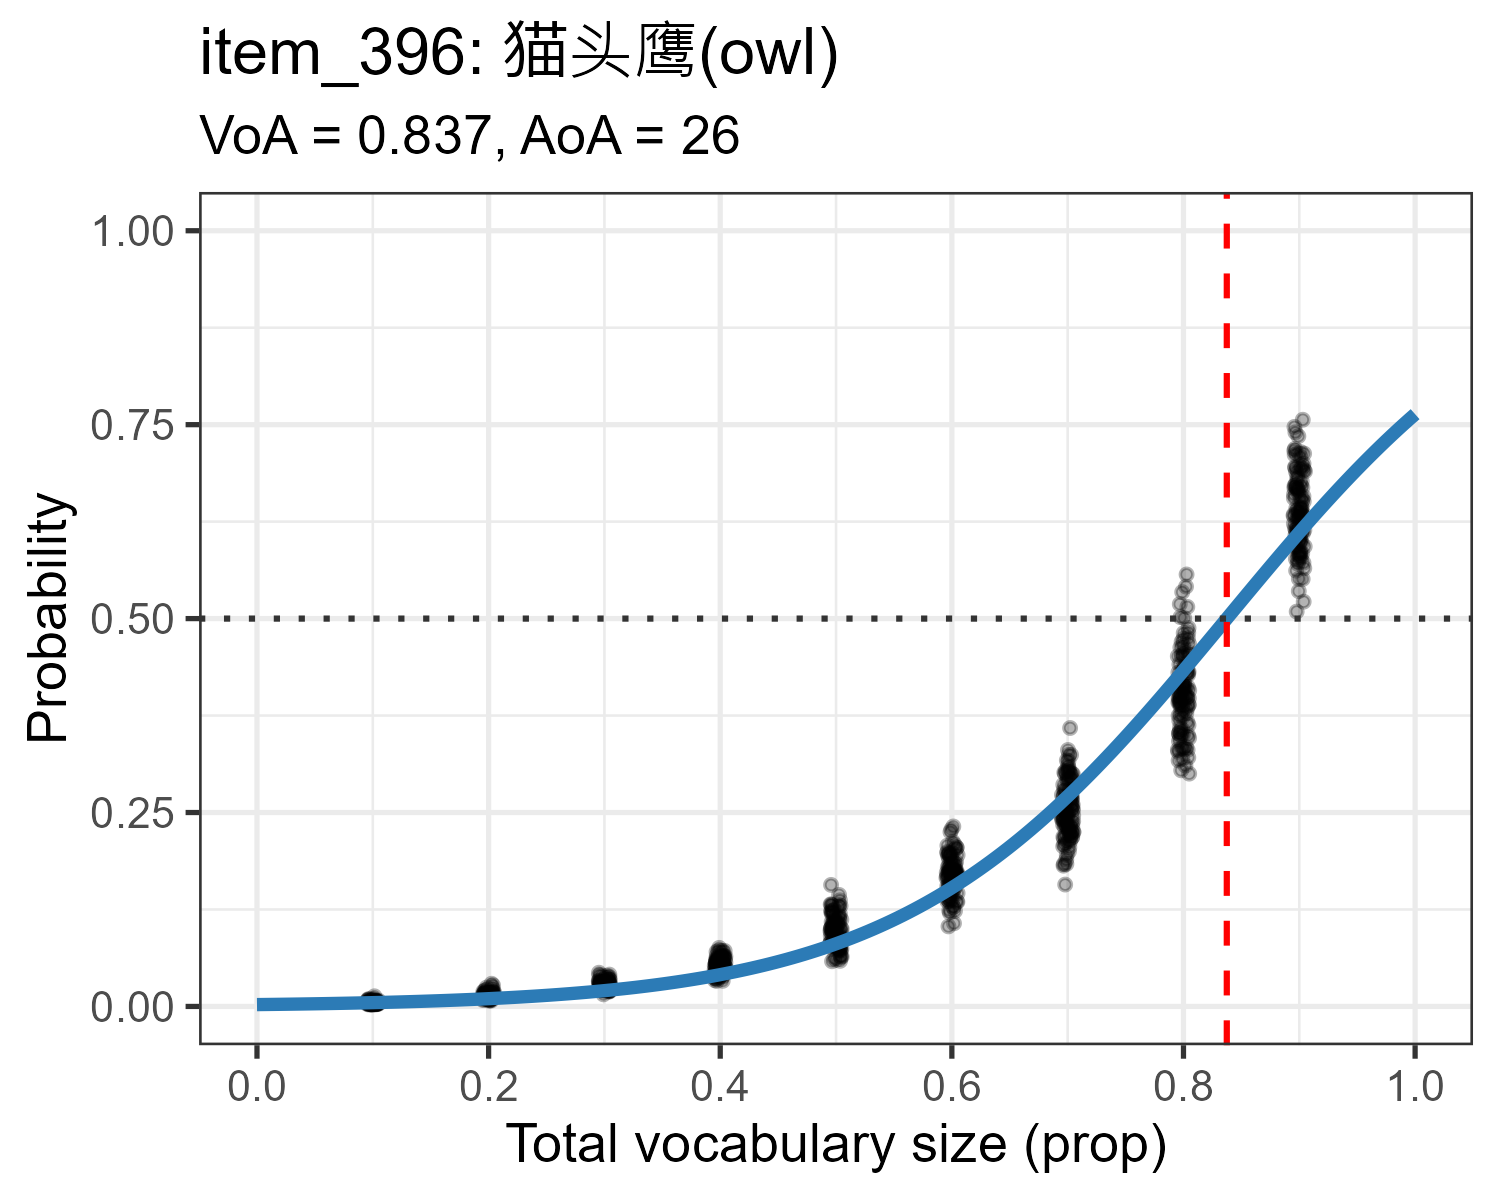 item_396: 猫头鹰(owl)
VoA = 0.837, AoA = 26
1.00
0.75
0.50
0.25
0.00
Probability
0.0 0.2 0.4 0.6 0.8 1.0
Total vocabulary size (prop)